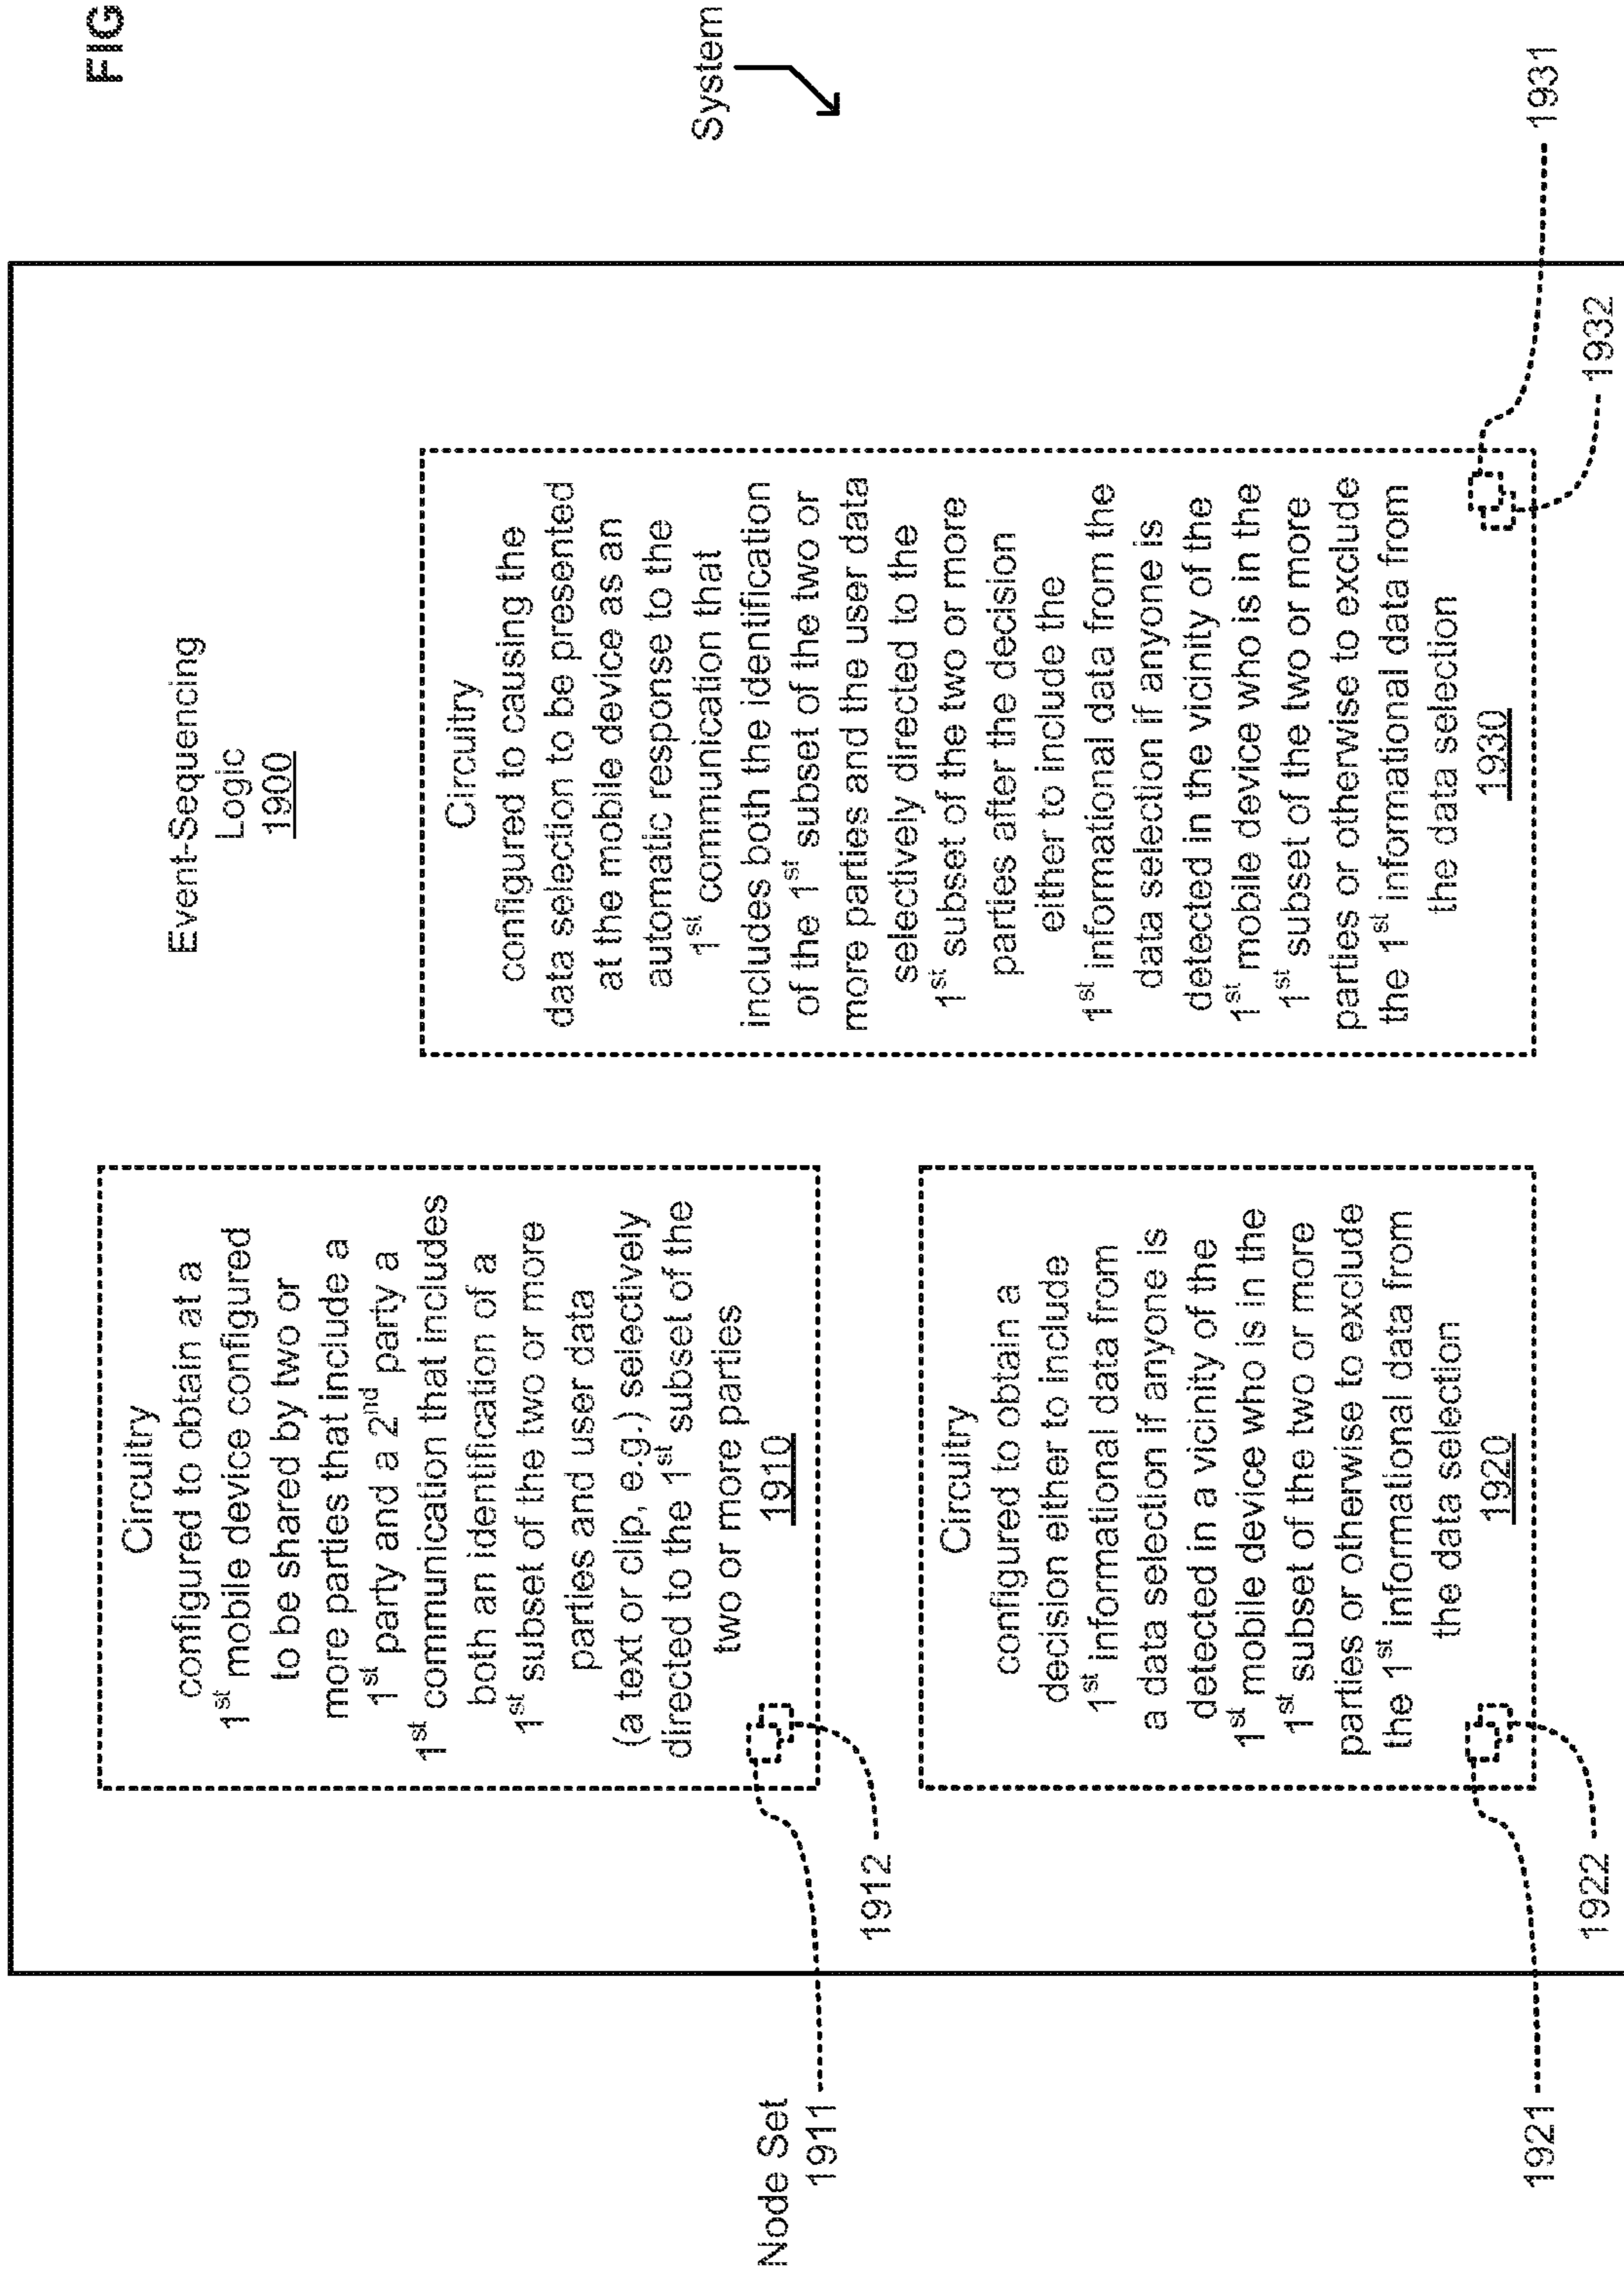 FIG
System
Event-Sequencing
Logic
1900
Circuitry
configured to obtain at a
1st mobile device configured
to be shared by two or
more parties that include a
1st party and a 2nd party a
1st communication that includes
both an identification of a
1st subset of the two or more
parties and user data
(a text or clip, e.g.) selectively
directed to the 1st subset of the
two or more parties
1910
Node Set
1911
1912
Circuitry
configured to obtain a
decision either to include
1st informational data from
a data selection if anyone is
detected in a vicinity of the
1st mobile device who is in the
1st subset of the two or more
parties or otherwise to exclude
the 1st informational data from
the data selection
1920
1921
1922
Circuitry
configured to causing the
data selection to be presented
at the mobile device as an
automatic response to the
1st communication that
includes both the identification
of the 1st subset of the two or
more parties and the user data
selectively directed to the
1st subset of the two or more
parties after the decision
either to include the
1st informational data from the
data selection if anyone is
detected in the vicinity of the
1st mobile device who is in the
1st subset of the two or more
parties or otherwise to exclude
the 1st informational data from
the data selection
1930
1931
1932